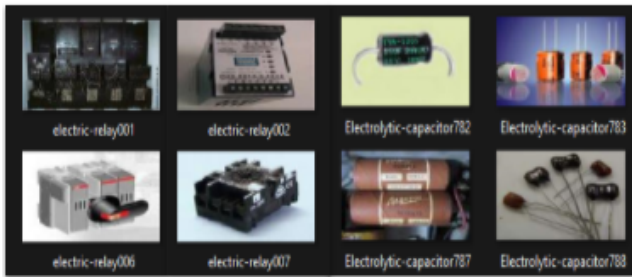 electric-relay001
electric-relay002
Electrolytic-capacitor782
Electrolytic-capacitor783
electric-relay006
electric-relay007
Electrolytic-capacitor787
Electrolytic-capacitor788